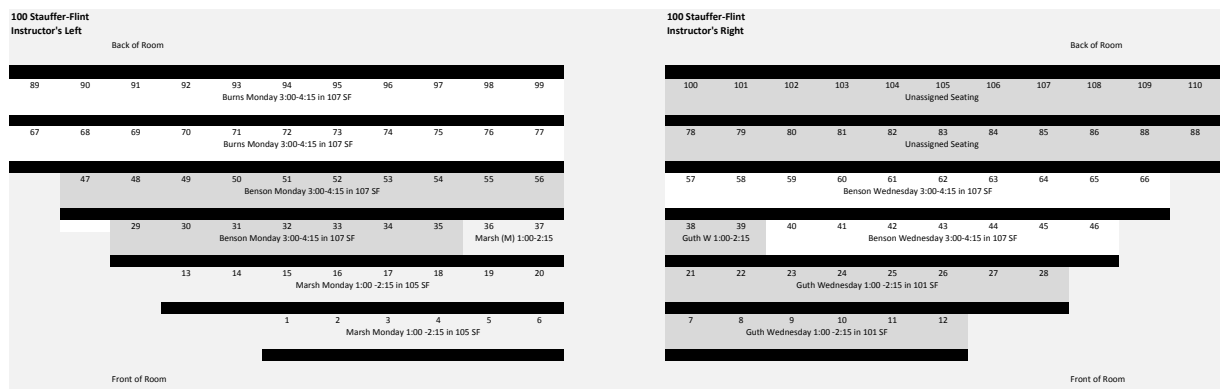 100 Stauffer-Flint
Instructor's Left
Back of Room
89 90 91 92 93 94 95 96 97 98 99
Burns Monday 3:00-4:15 in 107 SF
67 68 69 70 71 72 73 74 75 76 77
Burns Monday 3:00-4:15 in 107 SF
47 48 49 50 51 52 53 54 55 56
Benson Monday 3:00-4:15 in 107 SF
29 30 31 32 33 34 35 36 37
Benson Monday 3:00-4:15 in 107 SF Marsh (M) 1:00-2:15
13 14 15 16 17 18 19 20
Marsh Monday 1:00 -2:15 in 105 SF
1 2 3 4 5 6
Marsh Monday 1:00 -2:15 in 105 SF
Front of Room
100 Stauffer-Flint
Instructor's Right
Back of Room
100 101 102 103 104 105 106 107 108 109 110
Unassigned Seating
78 79 80 81 82 83 84 85 86 88 88
Unassigned Seating
57 58 59 60 61 62 63 64 65 66
Benson Wednesday 3:00-4:15 in 107 SF
38 39 40 41 42 43 44 45 46
Guth W 1:00-2:15 Benson Wednesday 3:00-4:15 in 107 SF
21 22 23 24 25 26 27 28
Guth Wednesday 1:00 -2:15 in 101 SF
7 8 9 10 11 12
Guth Wednesday 1:00 -2:15 in 101 SF
Front of Room